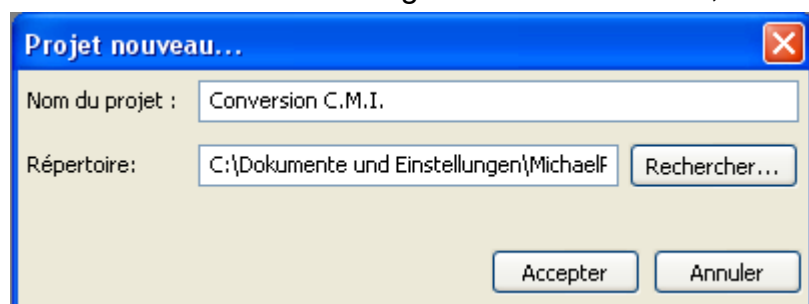 Projet nouveau...
Nom du projet : Conversion C.M.I.
Répertoire: C:\Dokumente und Einstellungen\MichaelF Rechercher...
Accepter Annuler